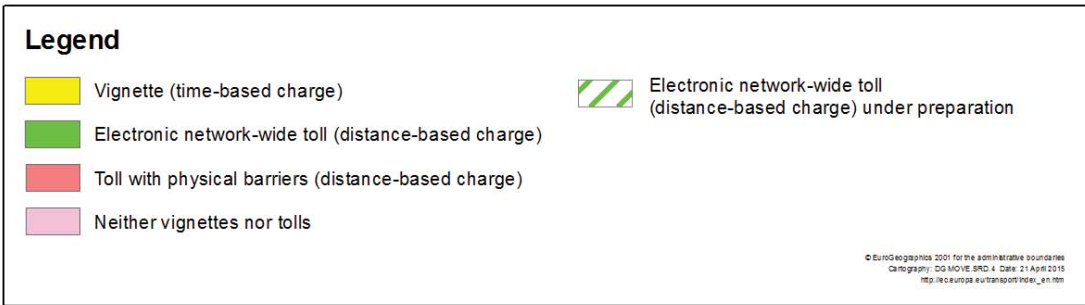 Legend
Vignette (time-based charge)
Electronic network-wide toll (distance-based charge)
Toll with physical barriers (distance-based charge)
Neither vignettes nor tolls
Electronic network-wide toll
(distance-based charge) under preparation
© EuroGeographics 2001 for the administrative boundaries
Cartography: DG MOVE.SRD.4 Date: 21 April 2015
http://ec.europa.eu/transport/index_en.htm